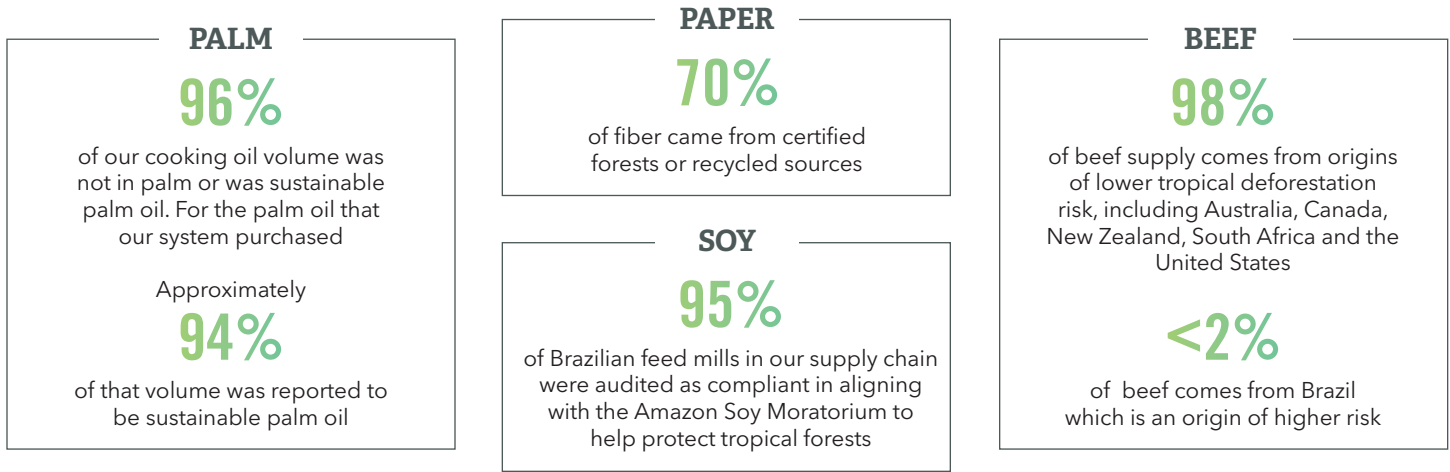 PALM
96%
of our cooking oil volume was
not in palm or was sustainable
palm oil. For the palm oil that
our system purchased
Approximately
94%
of that volume was reported to
be sustainable palm oil
PAPER
70%
of fiber came from certified
forests or recycled sources
SOY
95%
of Brazilian feed mills in our supply chain
were audited as compliant in aligning
with the Amazon Soy Moratorium to
help protect tropical forests
BEEF
98%
of beef supply comes from origins
of lower tropical deforestation
risk, including Australia, Canada,
New Zealand, South Africa and the
United States
<2%
of beef comes from Brazil
which is an origin of higher risk